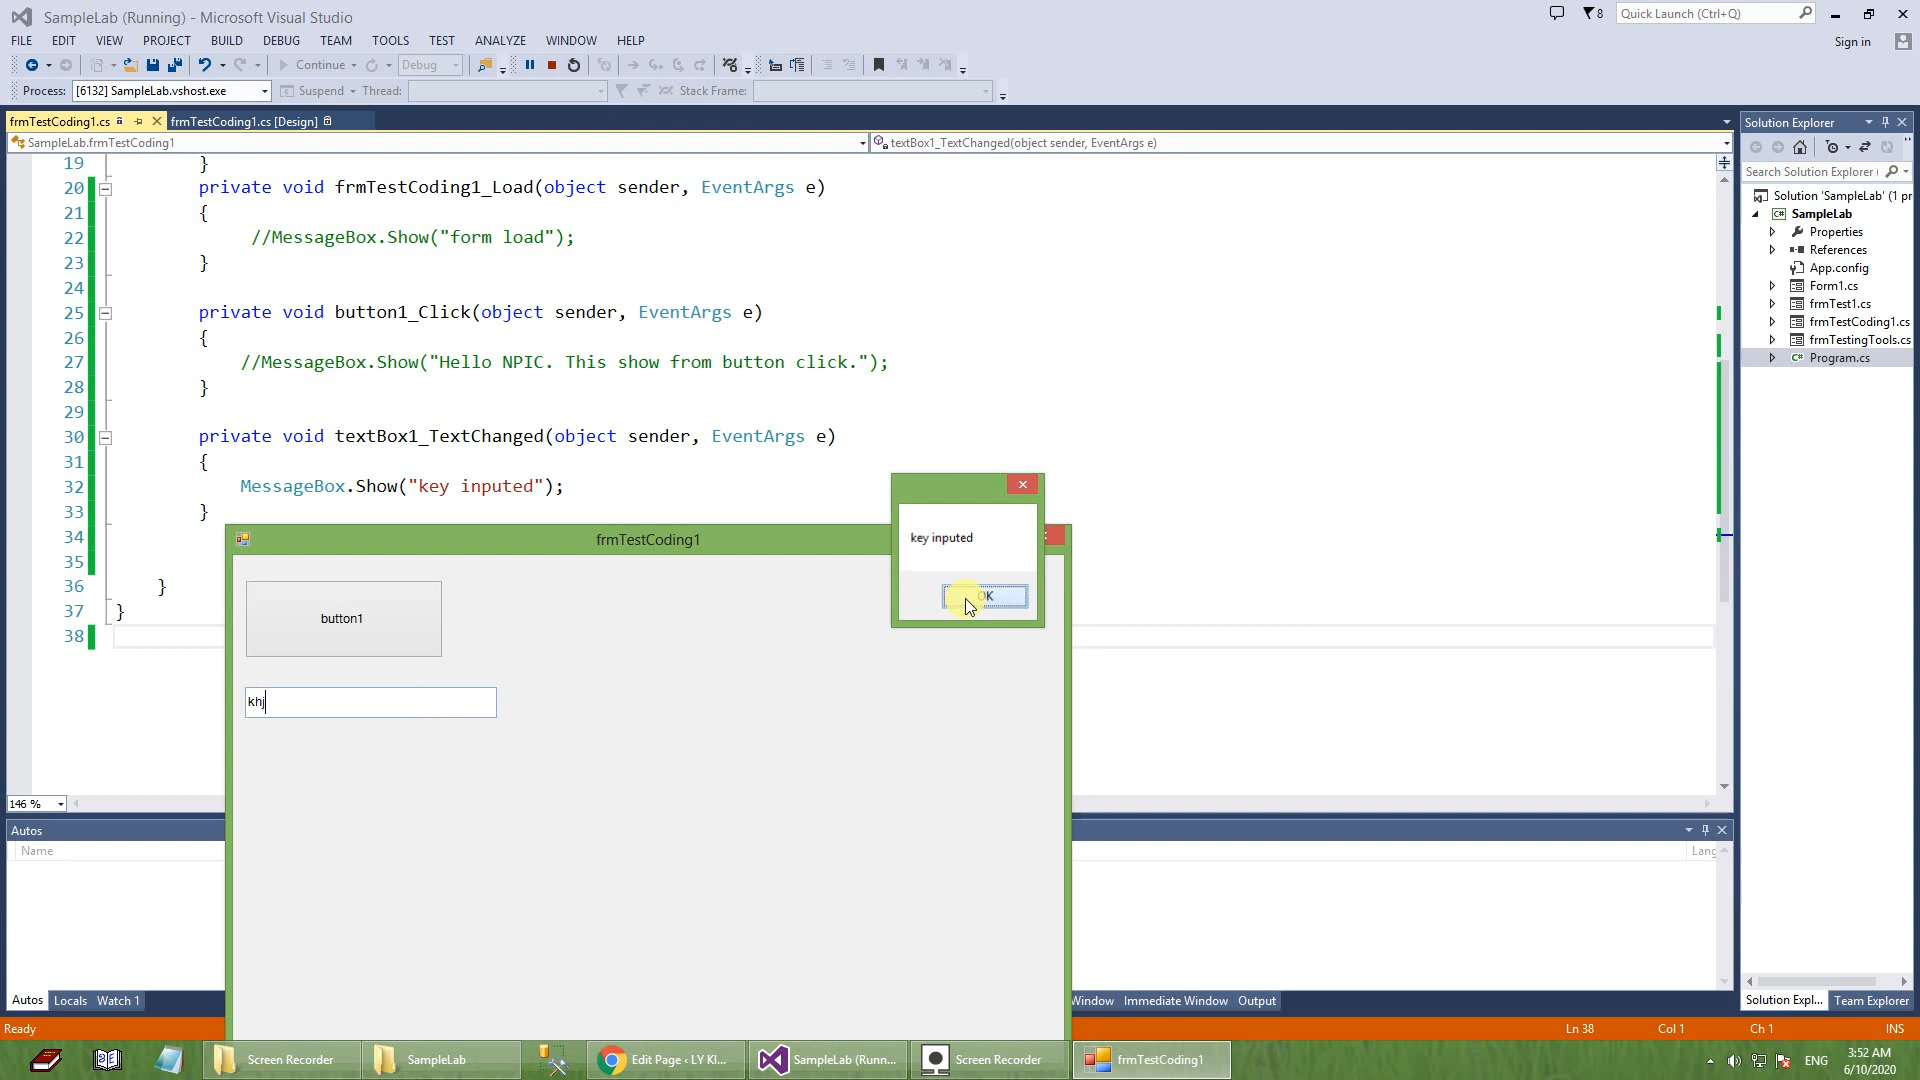 SampleLab (Running) - Microsoft Visual Studio
8
Quick Launch (Ctrl+Q)
FILE EDIT VIEW PROJECT BUILD DEBUG TEAM TOOLS TEST ANALYZE WINDOW HELP
Sign in
Continue
Debug
Process: [6132] SampleLab.vshost.exe
Suspend
Thread:
Stack Frame:
frmTestCoding1.cs
frmTestCoding1.cs [Design]
SampleLab.frmTestCoding1
textBox1_TextChanged(object sender, EventArgs e)
19 }
20 private void frmTestCoding1_Load(object sender, EventArgs e)
21 {
22 //MessageBox.Show("form load");
23 }
24
25 private void button1_Click(object sender, EventArgs e)
26 {
27 //MessageBox.Show("Hello NPIC. This show from button click.");
28 }
29
30 private void textBox1_TextChanged(object sender, EventArgs e)
31 {
32 MessageBox.Show("key inputed");
33 }
34
35
36 }
37 }
38
key inputed
OK
frmTestCoding1
button1
khj
146 %
Autos
Name
Lang
Autos Locals Watch 1
Window Immediate Window Output
Solution Explorer
Search Solution Explorer
Solution 'SampleLab' (1 pr
SampleLab
Properties
References
App.config
Form1.cs
frmTest1.cs
frmTestCoding1.cs
frmTestingTools.cs
Program.cs
Solution Expl... Team Explorer
Ready
Ln 38 Col 1 Ch 1 INS
Screen Recorder
SampleLab
Edit Page ‹ LY Kl...
SampleLab (Runn...
Screen Recorder
frmTestCoding1
ENG
3:52 AM
6/10/2020